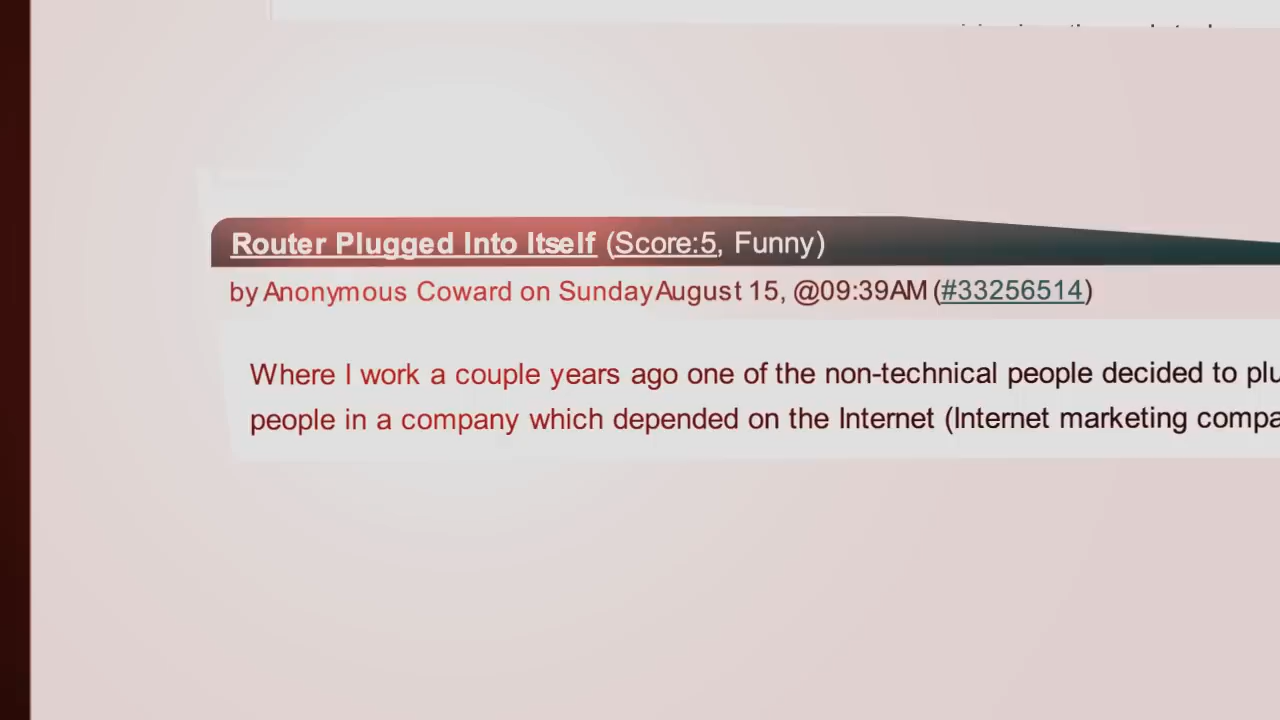 Router Plugged Into Itself (Score:5, Funny)
by Anonymous Coward on Sunday August 15, @09:39AM (#33256514)
Where I work a couple years ago one of the non-technical people decided to plu
people in a company which depended on the Internet (Internet marketing compa